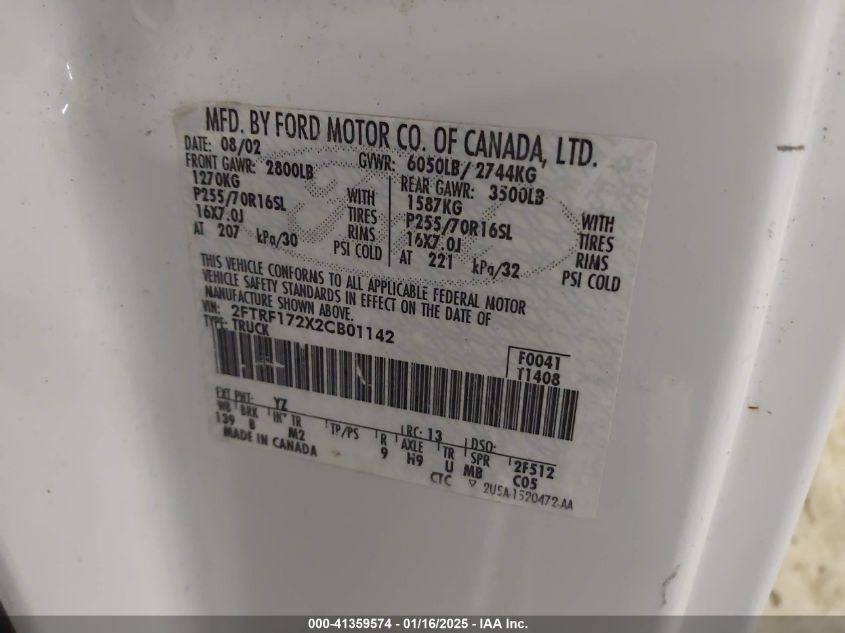 MFD. BY FORD MOTOR CO. OF CANADA, LTD.
DATE: 08/02 GVWR: 6050LB/ 2744KG
FRONT GAWR: 2800LB REAR GAWR: 3500LB
1270KG WITH 1587KG WITH
P255/70R16SL TIRES P255/70R16SL TIRES
16X7.0J RIMS 16X7.0J RIMS
AT 207 kPa/30 PSI COLD AT 221 kPa/32 PSI COLD
THIS VEHICLE CONFORMS TO ALL APPLICABLE FEDERAL MOTOR
VEHICLE SAFETY STANDARDS IN EFFECT ON THE DATE OF
MANUFACTURE SHOWN ABOVE.
VIN: 2FTRF172X2CB01142
TYPE: TRUCK
F0041
T1408
EXT PNT: YZ RC: 13 DSO:
WB BRK INT TR TP/PS R AXLE TR SPR 2F512
139 B M2 9 H9 U MB C05
MADE IN CANADA CTC ▽ 2U5A-1520472-AA
000-41359574 - 01/16/2025 - IAA Inc.